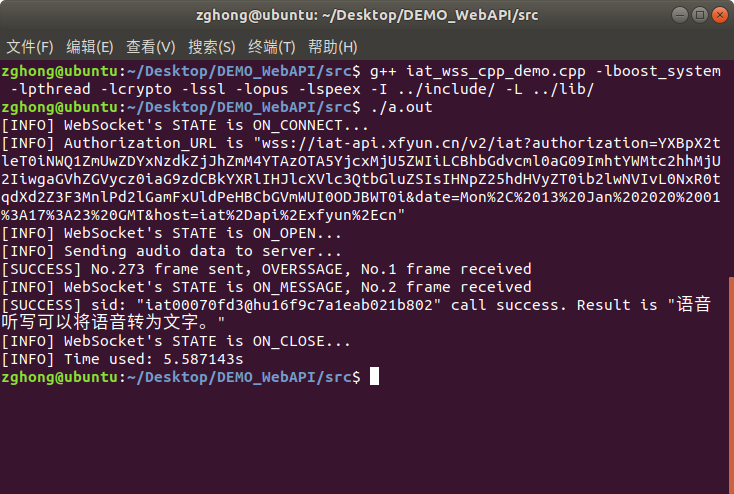 zghong@ubuntu: ~/Desktop/DEMO_WebAPI/src
文件(F) 编辑(E) 查看(V) 搜索(S) 终端(T) 帮助(H)
zghong@ubuntu:~/Desktop/DEMO_WebAPI/src$ g++ iat_wss_cpp_demo.cpp -lboost_system
 -lpthread -lcrypto -lssl -lopus -lspeex -I ../include/ -L ../lib/
zghong@ubuntu:~/Desktop/DEMO_WebAPI/src$ ./a.out
[INFO] WebSocket's STATE is ON_CONNECT...
[INFO] Authorization_URL is "wss://iat-api.xfyun.cn/v2/iat?authorization=YXBpX2t
leT0iNWQ1ZmUwZDYxNzdkZjJhZmM4YTAzOTA5YjcxMjU5ZWIiLCBhbGdvcml0aG09ImhtYWMtc2hhMjU
2IiwgaGVhZGVycz0iaG9zdCBkYXRlIHJlcXVlc3QtbGluZSIsIHNpZ25hdHVyZT0ib2lwNVIvL0NxR0t
qdXd2Z3F3MnlPd2lGamFxUldPeHBCbGVmWUI0ODJBWT0i&date=Mon%2C%2013%20Jan%202020%2001
%3A17%3A23%20GMT&host=iat%2Dapi%2Exfyun%2Ecn"
[INFO] WebSocket's STATE is ON_OPEN...
[INFO] Sending audio data to server...
[SUCCESS] No.273 frame sent, OVERSSAGE, No.1 frame received
[INFO] WebSocket's STATE is ON_MESSAGE, No.2 frame received
[SUCCESS] sid: "iat00070fd3@hu16f9c7a1eab021b802" call success. Result is "语音
听写可以将语音转为文字。"
[INFO] WebSocket's STATE is ON_CLOSE...
[INFO] Time used: 5.587143s
zghong@ubuntu:~/Desktop/DEMO_WebAPI/src$